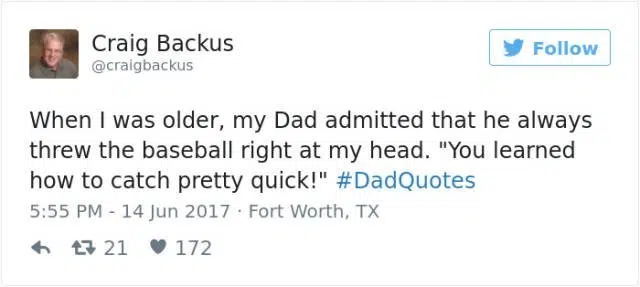 Craig Backus
@craigbackus
Follow
When I was older, my Dad admitted that he always
threw the baseball right at my head. "You learned
how to catch pretty quick!" #DadQuotes
5:55 PM - 14 Jun 2017 · Fort Worth, TX
21 172